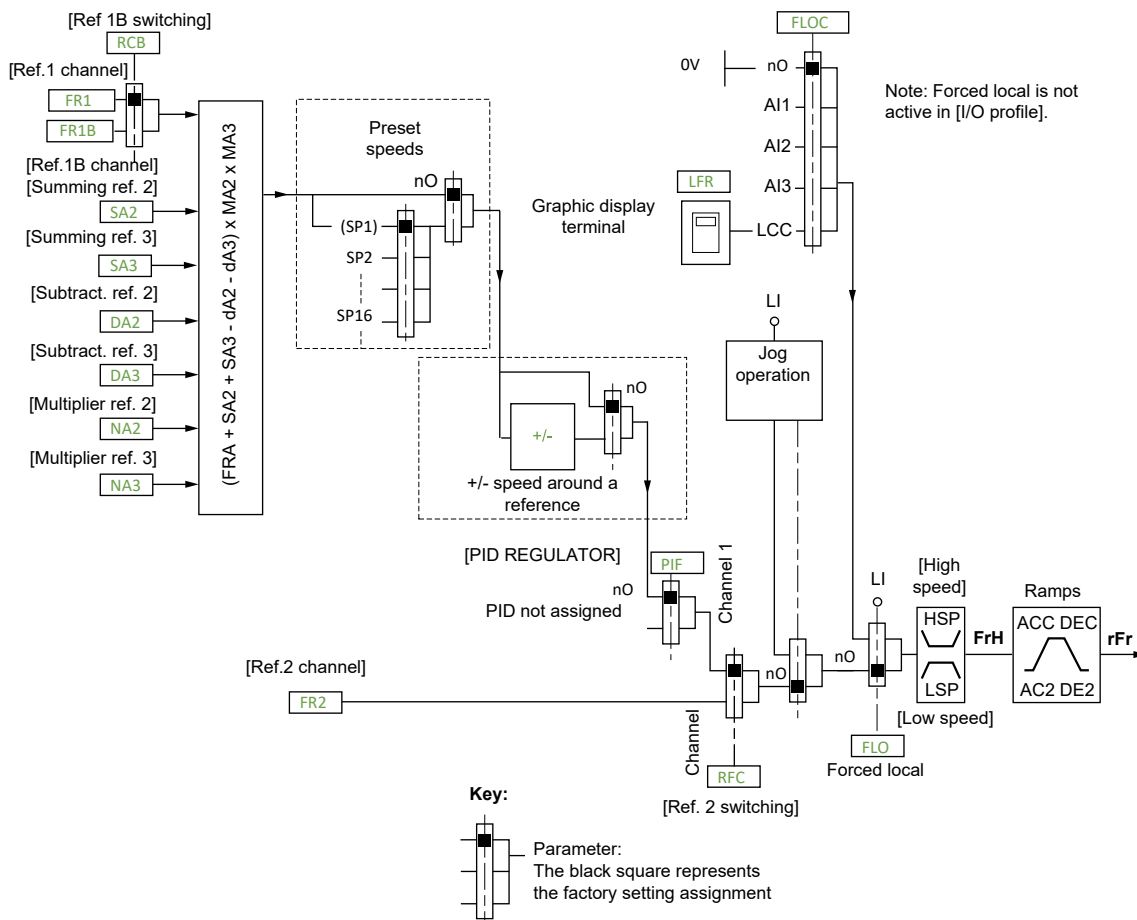 [Ref 1B switching]
RCB
[Ref.1 channel]
FR1
FR1B
[Ref.1B channel]
[Summing ref. 2]
SA2
[Summing ref. 3]
SA3
[Subtract. ref. 2]
DA2
[Subtract. ref. 3]
DA3
[Multiplier ref. 2]
NA2
[Multiplier ref. 3]
NA3
(FRA + SA2 + SA3 - dA2 - dA3) x MA2 x MA3
Preset
speeds
nO
(SP1)
SP2
SP16
nO
+/-
+/- speed around a
reference
[PID REGULATOR]
PIF
nO
PID not assigned
Channel 1
[Ref.2 channel]
FR2
Channel
RFC
[Ref. 2 switching]
nO
FLOC
0V
nO
AI1
AI2
AI3
LCC
LFR
Graphic display
terminal
Note: Forced local is not
active in [I/O profile].
LI
Jog
operation
nO
LI
FLO
Forced local
[High
speed]
HSP
LSP
[Low speed]
FrH
Ramps
ACC DEC
AC2 DE2
rFr
Key:
Parameter:
The black square represents
the factory setting assignment